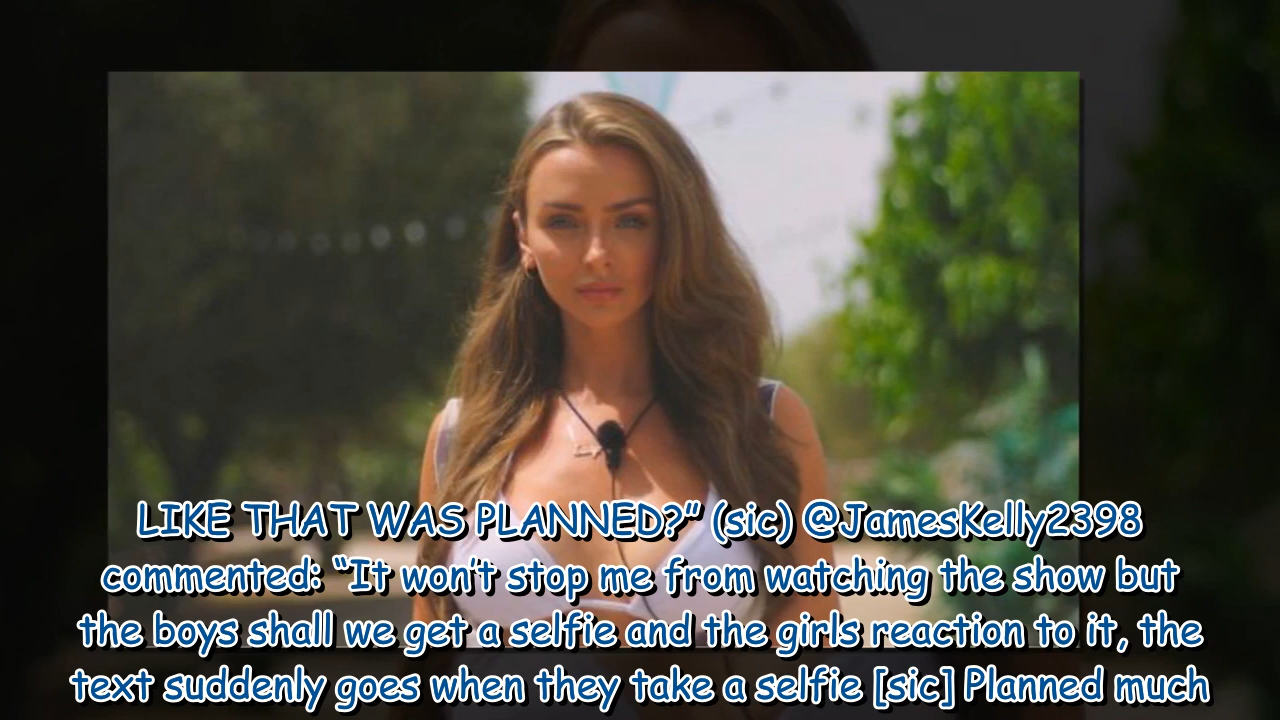 LIKE THAT WAS PLANNED?” (sic) @JamesKelly2398
commented: “It won’t stop me from watching the show but
the boys shall we get a selfie and the girls reaction to it, the
text suddenly goes when they take a selfie [sic] Planned much